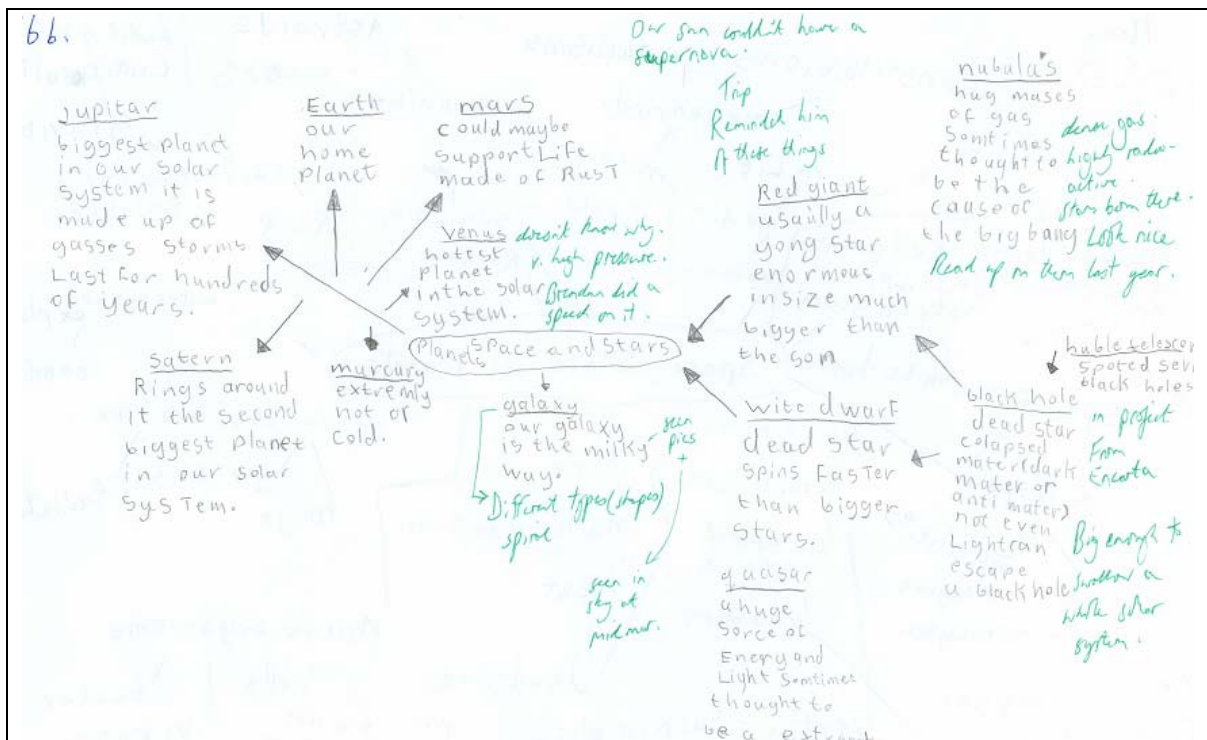 66.
Our sun couldn't have a
supernova.
Trip
Reminded him
of these things
jupitar
biggest planet
in our solar
system it is
made up of
gasses storms
Last for hundreds
of years.
Earth
our
home
planet
mars
could maybe
support Life
made of RusT
venus
hotest
planet
in the solar
system.
doesn't know why.
v. high pressure.
Brendan did a
speech on it.
Red giant
usaully a
yong star
enormous
in size much
bigger than
the son
nubula's
hug mases
of gas
somtimes
thought to
be the
cause of
the big bang
dense gas
highly radio-
active.
stars born there.
Look nice
Read up on them last year.
Planets space and stars
Satern
Rings around
it the second
biggest planet
in our solar
SysTem.
murcury
extremly
hot or
cold.
galaxy
our galaxy
is the milky
way.
seen
pics
+
seen in
sky at
Different types (shapes)
spiral
wite dwarf
dead star
spins Faster
than bigger
stars.
quasar
a huge
sorce of
Enery and
Light somtimes
thought to
be a
huble telescop
spoted
black holes
black hole
dead star
colapsed
mater (dark
mater or
anti mater)
not even
Light can
escape
a black hole
in project
From
Encarta
Big enough to
swallow a
whole solar
system.